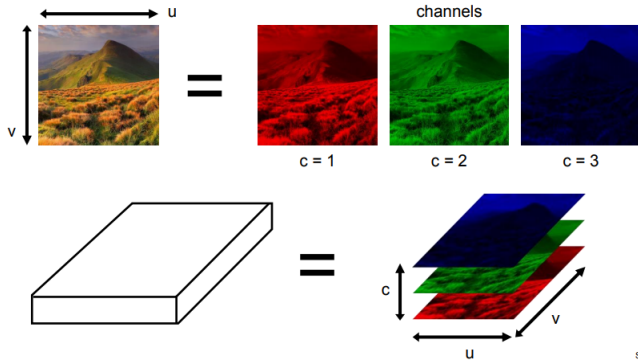 u
channels
v
c = 1
c = 2
c = 3
c
v
u
s